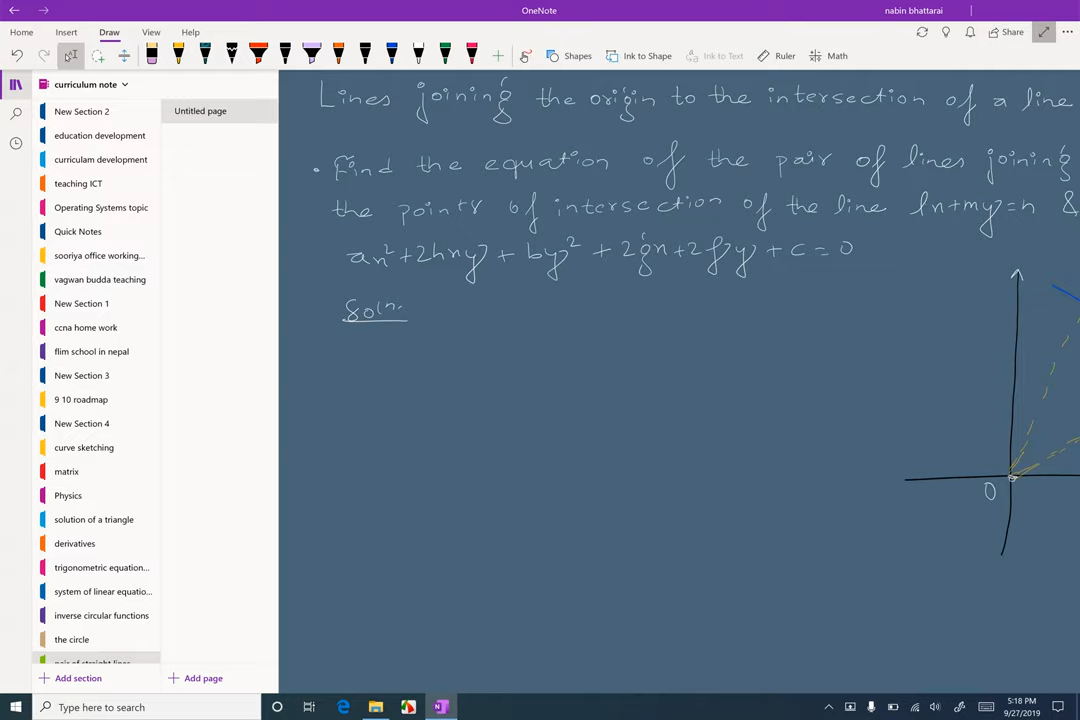 OneNote
nabin bhattarai
Home Insert Draw View Help
Share
Shapes Ink to Shape Ink to Text Ruler Math
curriculum note
New Section 2
education development
curriculam development
teaching ICT
Operating Systems topic
Quick Notes
sooriya office working...
vagwan budda teaching
New Section 1
ccna home work
flim school in nepal
New Section 3
9 10 roadmap
New Section 4
curve sketching
matrix
Physics
solution of a triangle
derivatives
trigonometric equation...
system of linear equatio...
inverse circular functions
the circle
pair of straight lines
Add section
Untitled page
Add page
Lines joining the origin to the intersection of a line
• Find the equation of the pair of lines joining
the points of intersection of the line lx+my=n &
ax²+2hxy + by² + 2gx+2fy + c = 0
Soln.
O
Type here to search
5:18 PM
9/27/2019